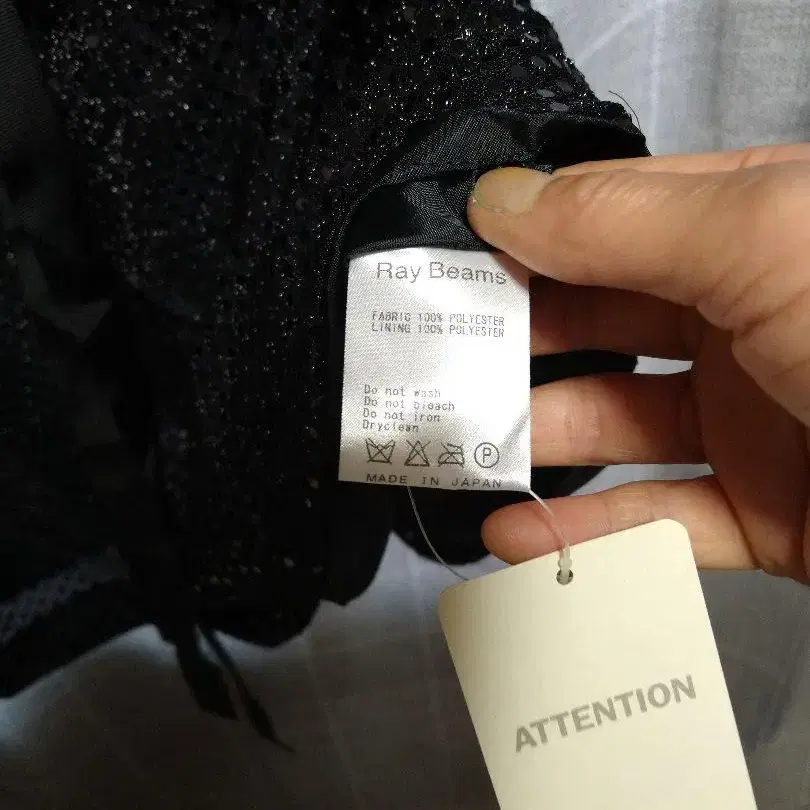 Ray Beams
FABRIC 100% POLYESTER
LINING 100% POLYESTER
Do not wash
Do not bleach
Do not iron
Dryclean
P
MADE IN JAPAN
ATTENTION